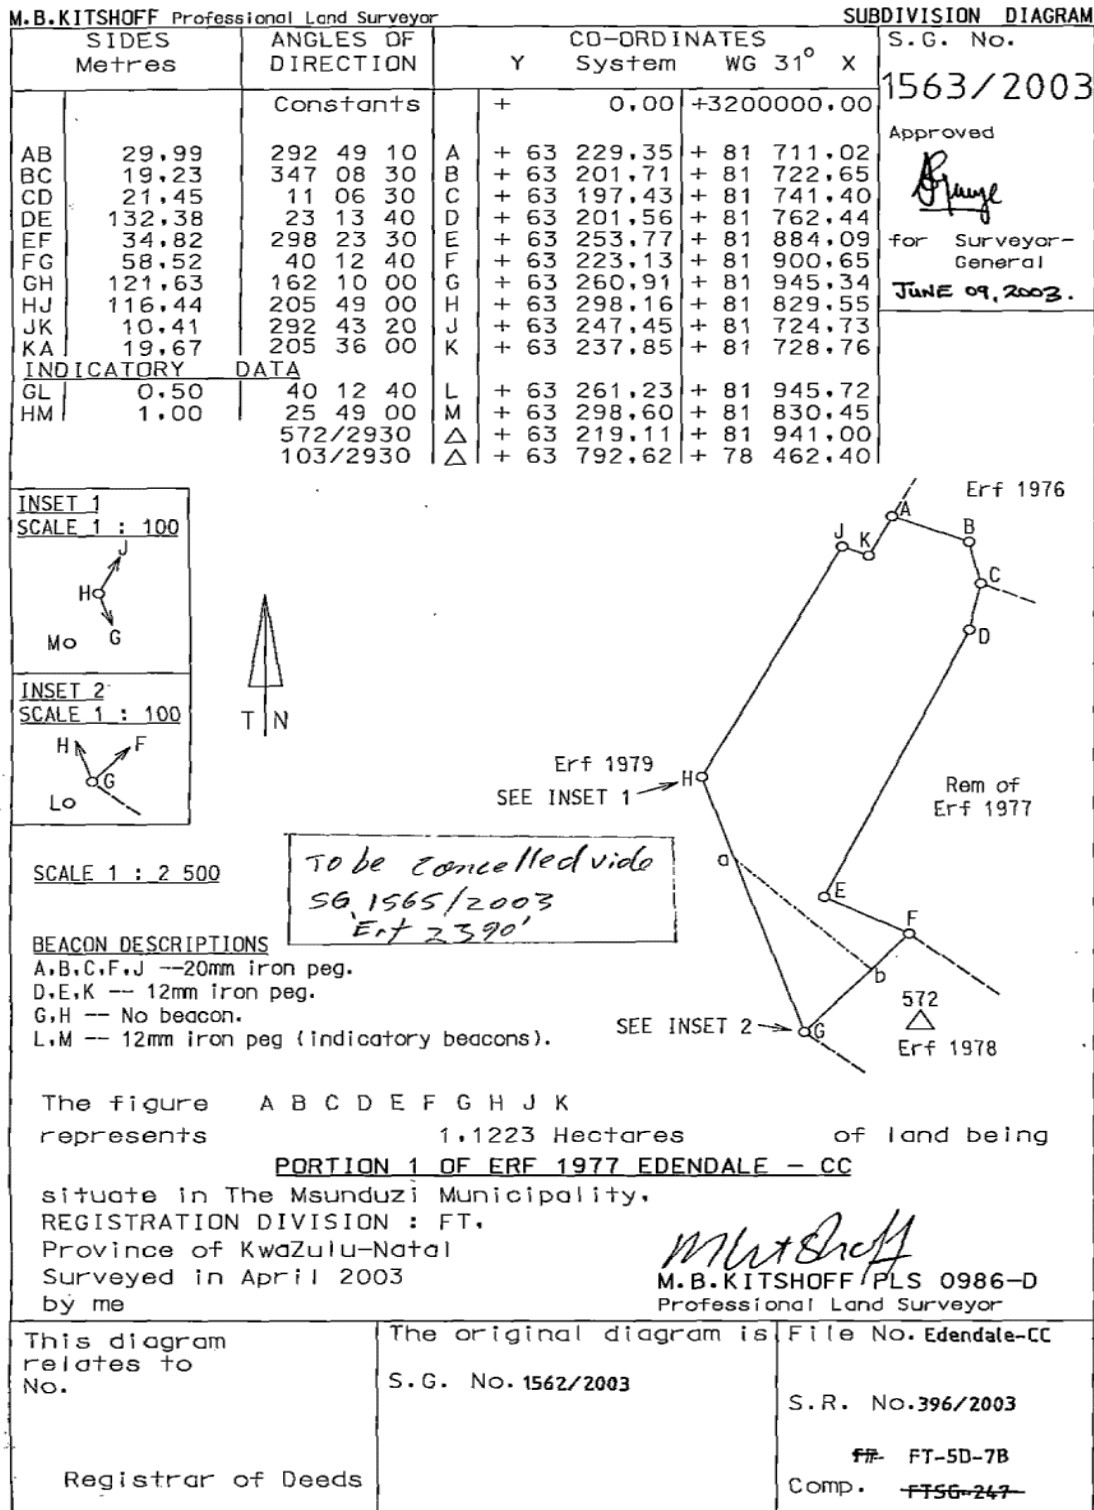 M.B.KITSHOFF Professional Land Surveyor SUBDIVISION DIAGRAM
SIDES Metres
ANGLES OF DIRECTION
CO-ORDINATES
Y System WG 31° X
S.G. No.
1563/2003
Approved
for Surveyor-
General
JUNE 09, 2003.
Constants + 0,00 +3200000,00
AB 29,99 292 49 10 A + 63 229,35 + 81 711,02
BC 19,23 347 08 30 B + 63 201,71 + 81 722,65
CD 21,45 11 06 30 C + 63 197,43 + 81 741,40
DE 132,38 23 13 40 D + 63 201,56 + 81 762,44
EF 34,82 298 23 30 E + 63 253,77 + 81 884,09
FG 58,52 40 12 40 F + 63 223,13 + 81 900,65
GH 121,63 162 10 00 G + 63 260,91 + 81 945,34
HJ 116,44 205 49 00 H + 63 298,16 + 81 829,55
JK 10,41 292 43 20 J + 63 247,45 + 81 724,73
KA 19,67 205 36 00 K + 63 237,85 + 81 728,76
INDICATORY DATA
GL 0,50 40 12 40 L + 63 261,23 + 81 945,72
HM 1,00 25 49 00 M + 63 298,60 + 81 830,45
572/2930 △ + 63 219,11 + 81 941,00
103/2930 △ + 63 792,62 + 78 462,40
INSET 1
SCALE 1 : 100
J
H
G
M
INSET 2
SCALE 1 : 100
H F
G
L
T N
Erf 1976
A
B
J K
C
D
Erf 1979
H
SEE INSET 1
Rem of
Erf 1977
a
E
F
b
572
SEE INSET 2
G
Erf 1978
SCALE 1 : 2 500
To be cancelled vide
SG 1565/2003
'Erf 2390'
BEACON DESCRIPTIONS
A,B,C,F,J --20mm iron peg.
D,E,K -- 12mm iron peg.
G,H -- No beacon.
L,M -- 12mm iron peg (indicatory beacons).
The figure A B C D E F G H J K
represents 1,1223 Hectares of land being
PORTION 1 OF ERF 1977 EDENDALE - CC
situate in The Msunduzi Municipality,
REGISTRATION DIVISION : FT,
Province of KwaZulu-Natal
Surveyed in April 2003
by me
M.B.KITSHOFF PLS 0986-D
Professional Land Surveyor
This diagram
relates to
No.
Registrar of Deeds
The original diagram is
S.G. No. 1562/2003
File No. Edendale-CC
S.R. No.396/2003
FT-5D-7B
Comp. FTSG-247